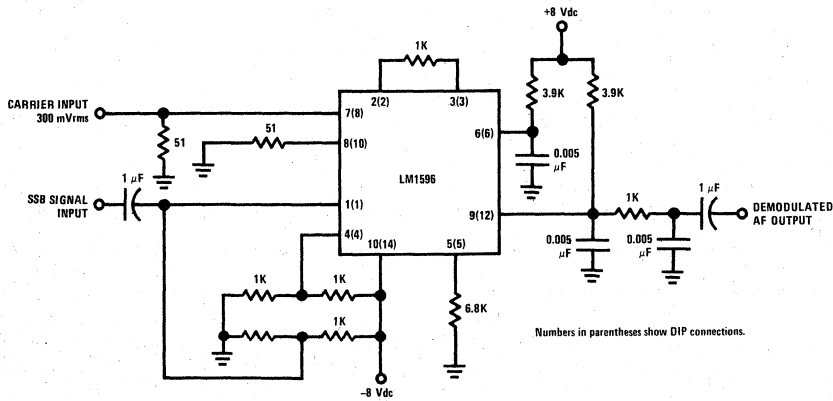 +8 Vdc
1K
3.9K
3.9K
CARRIER INPUT
300 mVrms
2(2)
3(3)
7(8)
6(6)
51
51
8(10)
0.005
µF
LM1596
1 µF
SSB SIGNAL
INPUT
1(1)
9(12)
1K
1 µF
DEMODULATED
AF OUTPUT
4(4)
10(14)
5(5)
0.005
µF
0.005
µF
1K
1K
6.8K
1K
Numbers in parentheses show DIP connections.
–8 Vdc